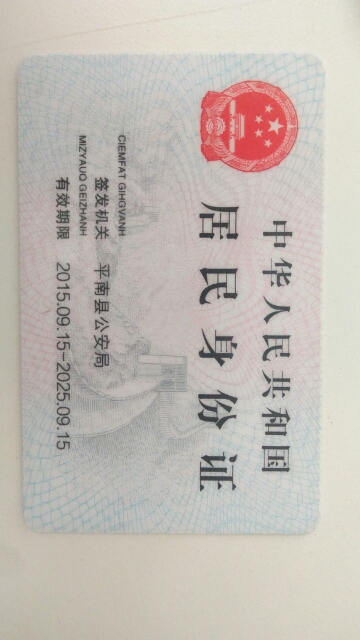 中华人民共和国
居民身份证
CIEMFAT GIHGVANH
签发机关 平南县公安局
MIZYAUQ GEIZHANH
有效期限 2015.09.15-2025.09.15